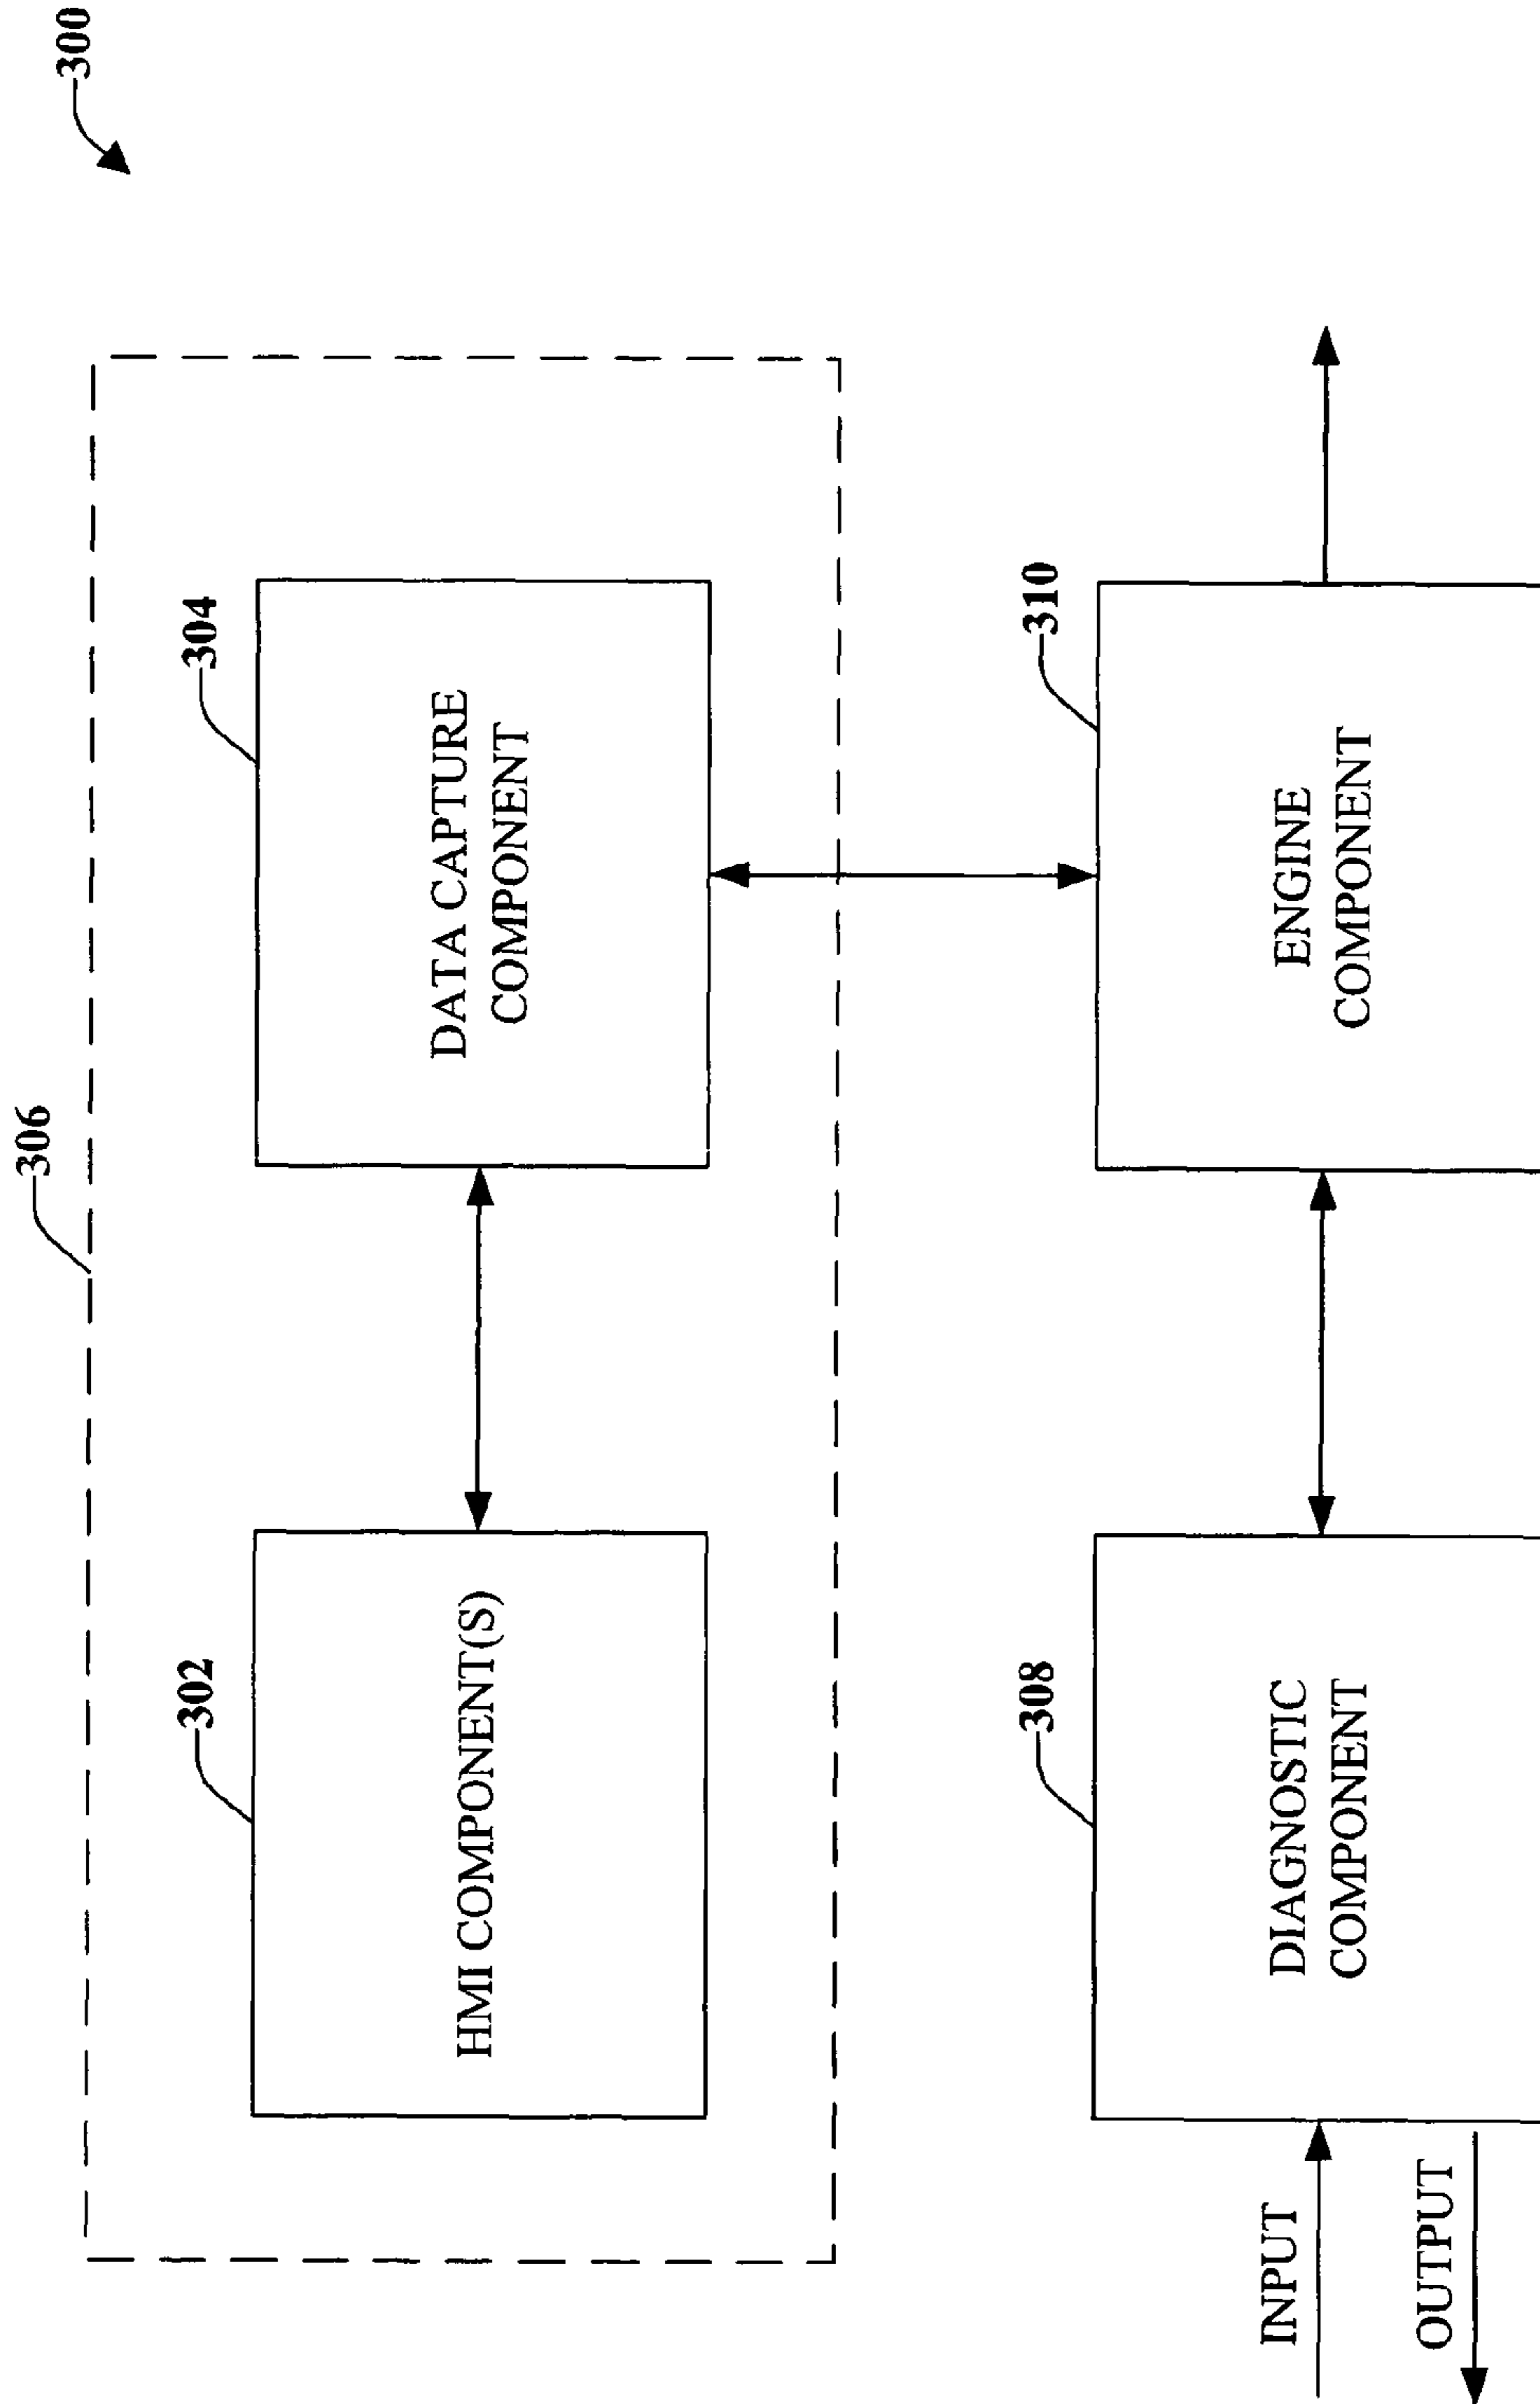 300
306
302
304
HMI COMPONENT(S)
DATA CAPTURE
COMPONENT
308
310
INPUT
OUTPUT
DIAGNOSTIC
COMPONENT
ENGINE
COMPONENT